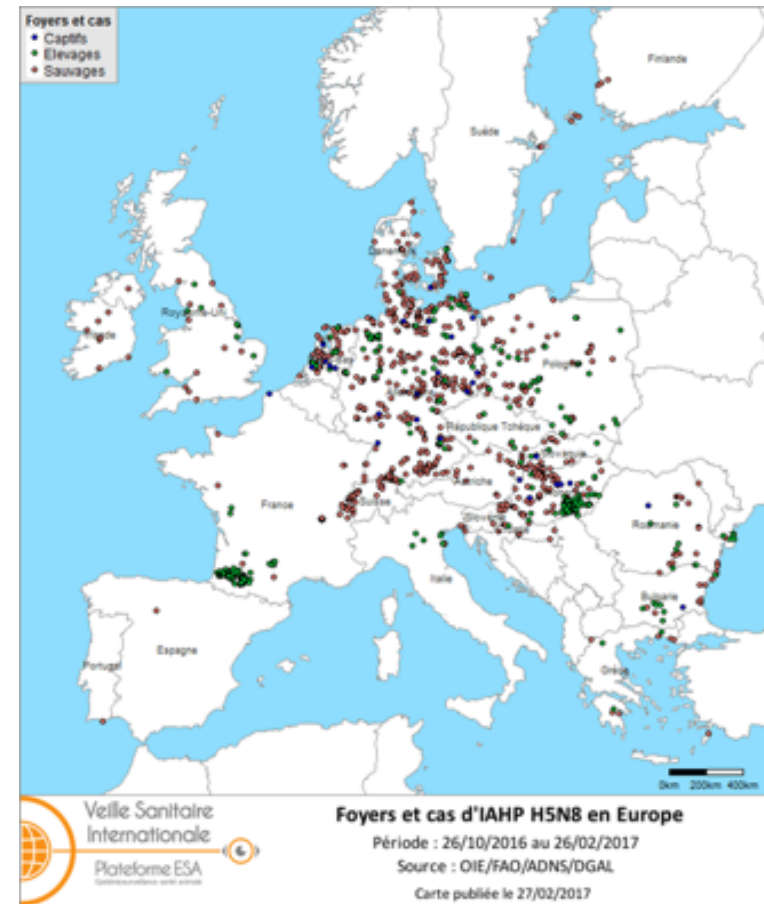 Foyers et cas
Captifs
Elevages
Sauvages
Finlande
Suède
Danemark
Royaume-Uni
Irlande
Pologne
République Tchèque
Slovaquie
Autriche
Suisse
France
Roumanie
Italie
Bulgarie
Espagne
Portugal
Grèce
0km 200km 400km
Veille Sanitaire
Internationale
Plateforme ESA
Foyers et cas d'IAHP H5N8 en Europe
Période : 26/10/2016 au 26/02/2017
Source : OIE/FAO/ADNS/DGAL
Carte publiée le 27/02/2017